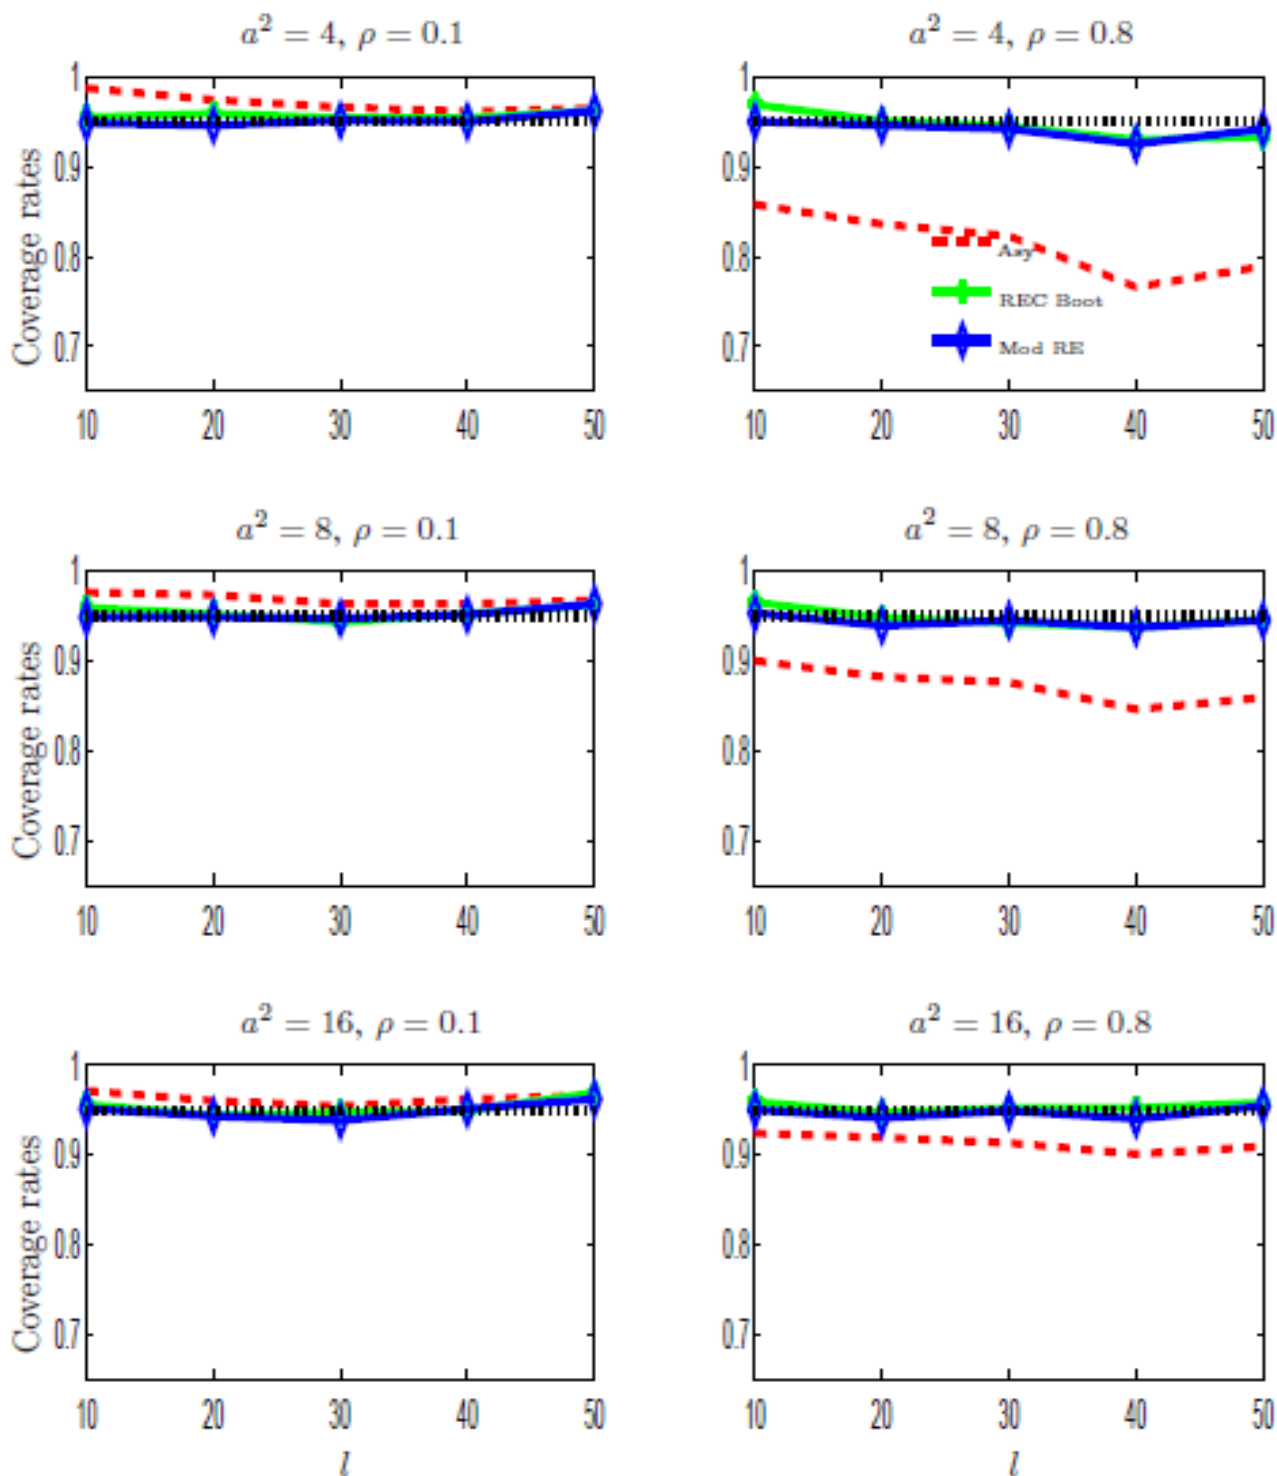 a² = 4, ρ = 0.1
Coverage rates
1
0.9
0.8
0.7
10 20 30 40 50
a² = 4, ρ = 0.8
1
0.9
0.8
0.7
Asy
REC Boot
Mod RE
10 20 30 40 50
a² = 8, ρ = 0.1
Coverage rates
1
0.9
0.8
0.7
10 20 30 40 50
a² = 8, ρ = 0.8
1
0.9
0.8
0.7
10 20 30 40 50
a² = 16, ρ = 0.1
Coverage rates
1
0.9
0.8
0.7
10 20 30 40 50
l
a² = 16, ρ = 0.8
1
0.9
0.8
0.7
10 20 30 40 50
l